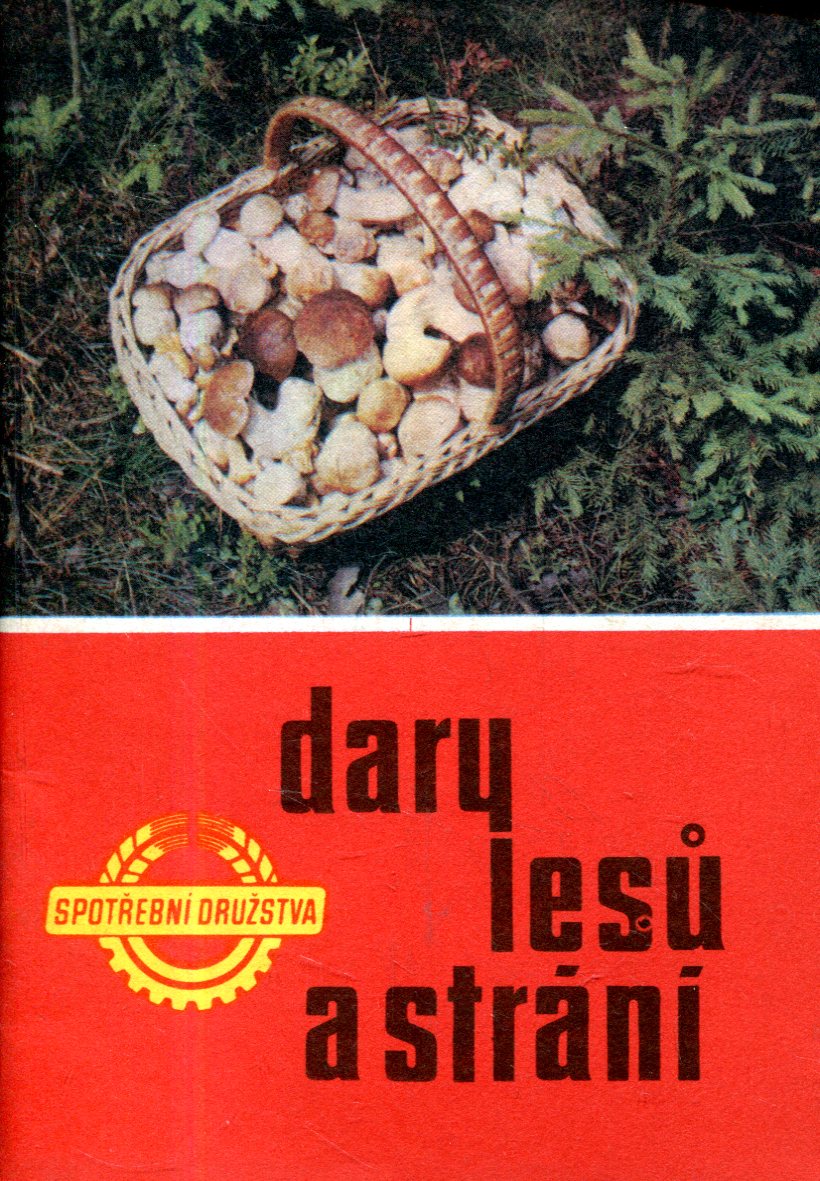 dary
lesů
a strání
SPOTŘEBNÍ DRUŽSTVA